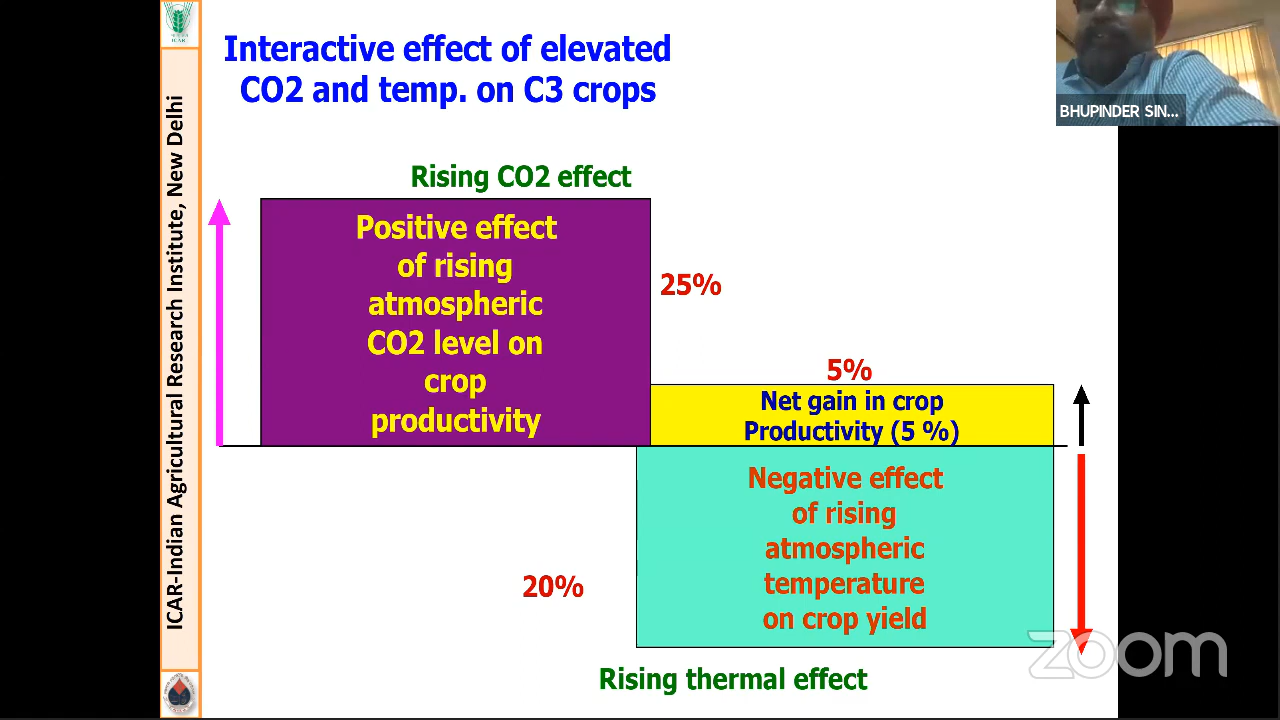 Interactive effect of elevated
CO2 and temp. on C3 crops
BHUPINDER SIN...
ICAR
ICAR-Indian Agricultural Research Institute, New Delhi
Rising CO2 effect
Positive effect
of rising
atmospheric
CO2 level on
crop
productivity
25%
5%
Net gain in crop
Productivity (5 %)
Negative effect
of rising
atmospheric
temperature
on crop yield
20%
Rising thermal effect
zoom